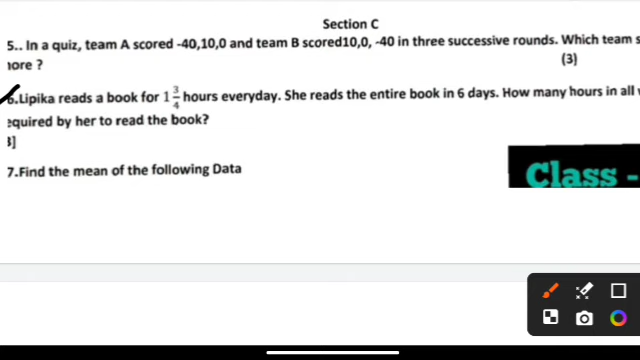 Section C
5.. In a quiz, team A scored -40,10,0 and team B scored10,0, -40 in three successive rounds. Which team s
nore ? (3)
6.Lipika reads a book for 1 3/4 hours everyday. She reads the entire book in 6 days. How many hours in all
equired by her to read the book?
3]
7.Find the mean of the following Data
Class -